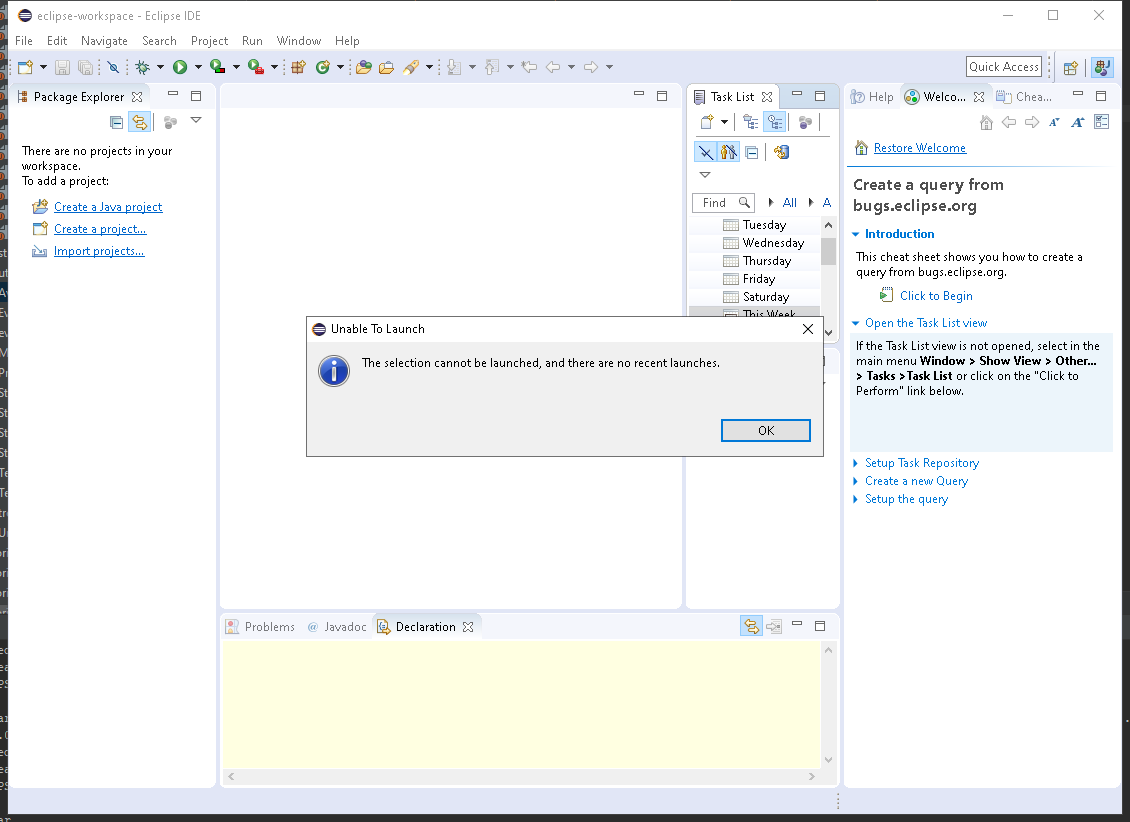 eclipse-workspace - Eclipse IDE
File Edit Navigate Search Project Run Window Help
Quick Access
Package Explorer
There are no projects in your
workspace.
To add a project:
Create a Java project
Create a project...
Import projects...
Task List
Find All A
Tuesday
Wednesday
Thursday
Friday
Saturday
This Week
Help Welco... Chea...
Restore Welcome
Create a query from
bugs.eclipse.org
Introduction
This cheat sheet shows you how to create a
query from bugs.eclipse.org.
Click to Begin
Open the Task List view
If the Task List view is not opened, select in the
main menu Window > Show View > Other...
> Tasks >Task List or click on the "Click to
Perform" link below.
Setup Task Repository
Create a new Query
Setup the query
Unable To Launch
The selection cannot be launched, and there are no recent launches.
OK
Problems @ Javadoc Declaration